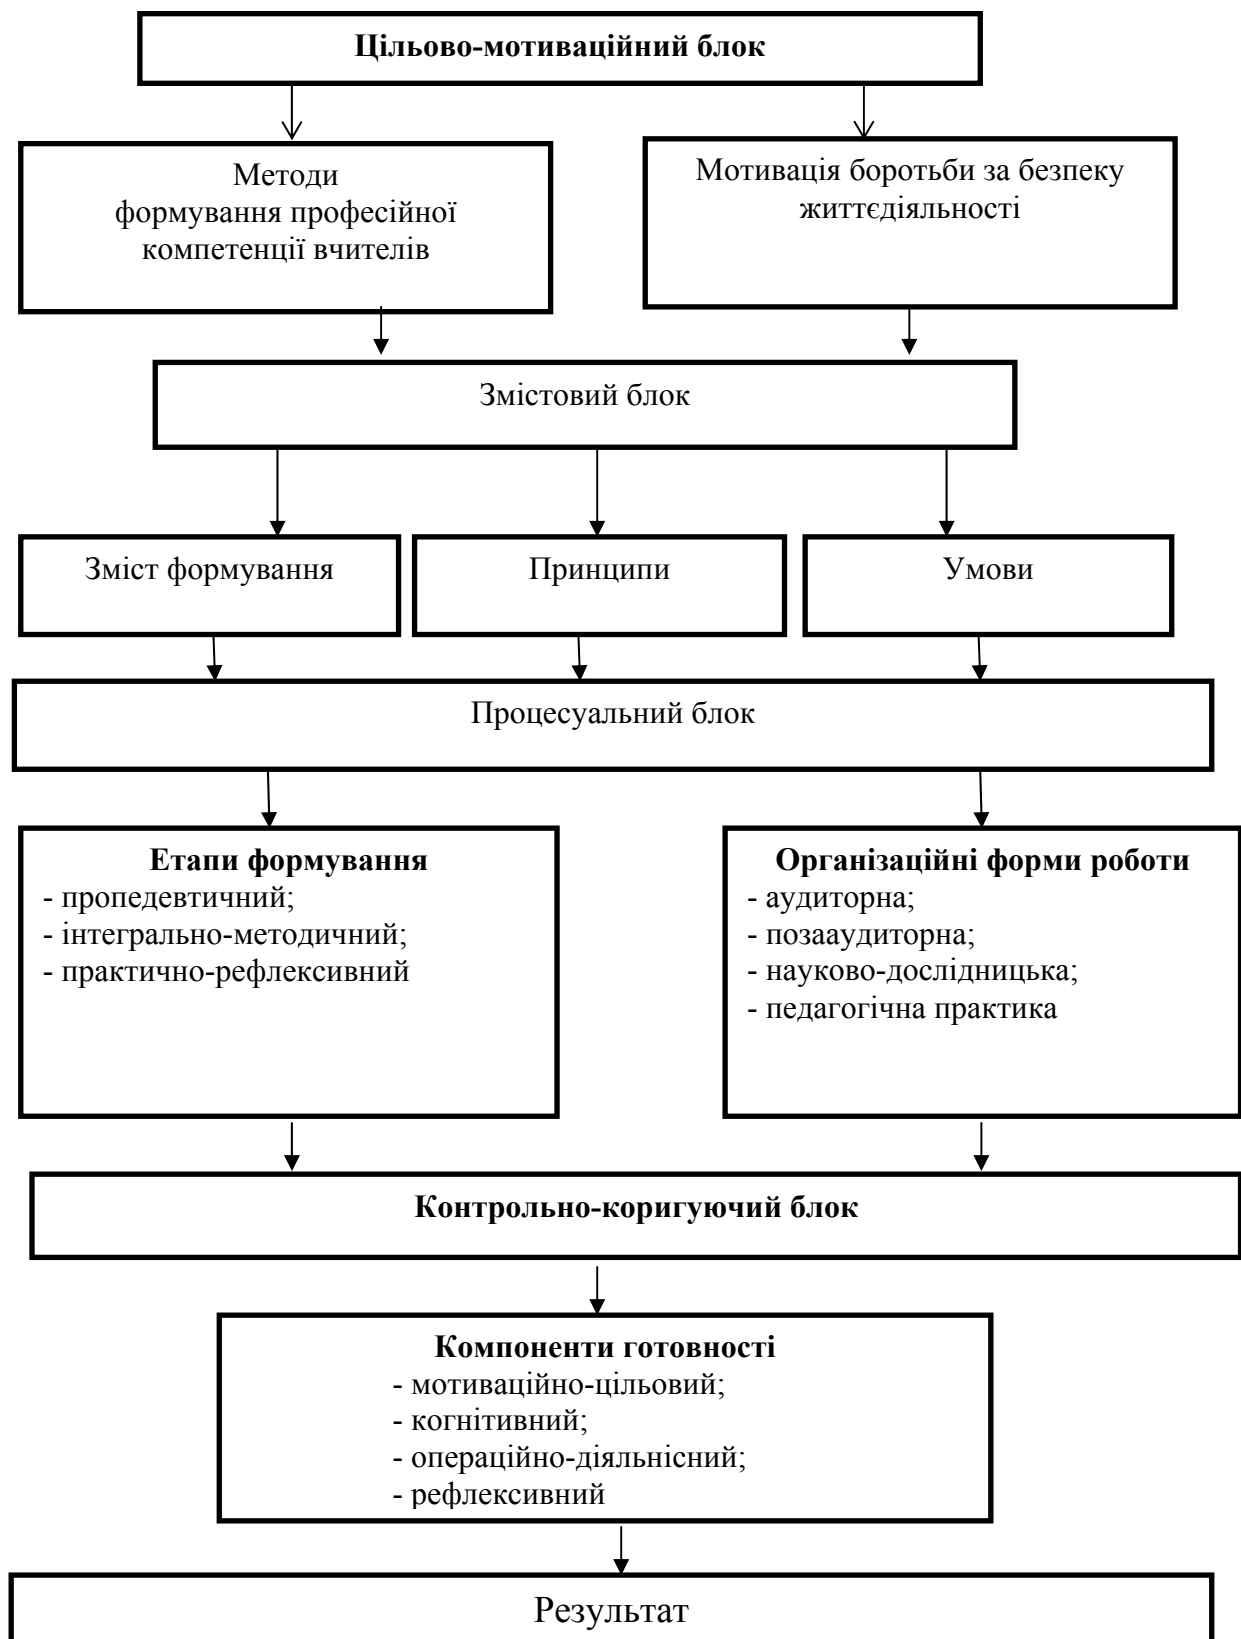 Цільово-мотиваційний блок
Методи
формування професійної
компетенції вчителів
Мотивація боротьби за безпеку
життєдіяльності
Змістовий блок
Зміст формування
Принципи
Умови
Процесуальний блок
Етапи формування
- пропедевтичний;
- інтегрально-методичний;
- практично-рефлексивний
Організаційні форми роботи
- аудиторна;
- позааудиторна;
- науково-дослідницька;
- педагогічна практика
Контрольно-коригуючий блок
Компоненти готовності
- мотиваційно-цільовий;
- когнітивний;
- операційно-діяльнісний;
- рефлексивний
Результат